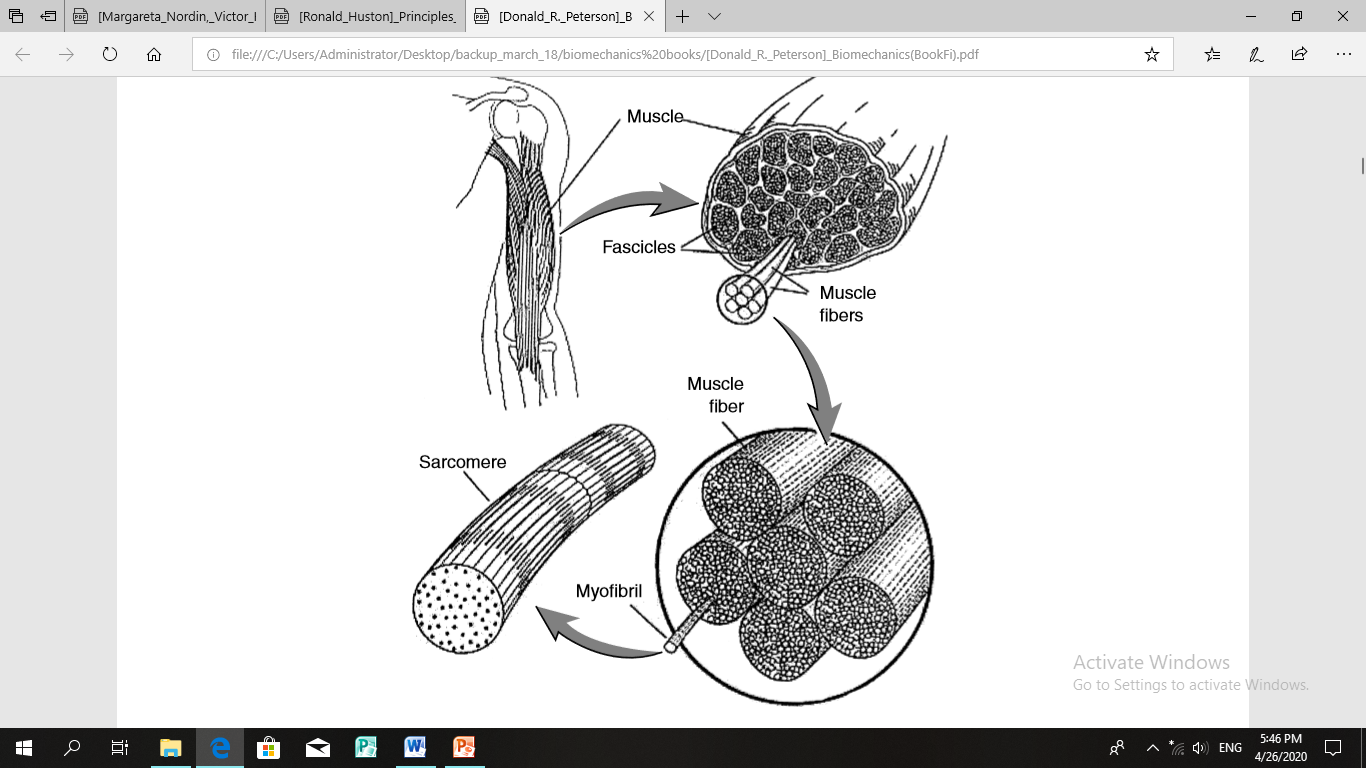 [Margareta_Nordin,_Victor_I
[Ronald_Huston]_Principles_
[Donald_R._Peterson]_B
file:///C:/Users/Administrator/Desktop/backup_march_18/biomechanics%20books/[Donald_R._Peterson]_Biomechanics(BookFi).pdf
Muscle
Fascicles
Muscle
fibers
Muscle
fiber
Sarcomere
Myofibril
Activate Windows
Go to Settings to activate Windows.
ENG
5:46 PM
4/26/2020